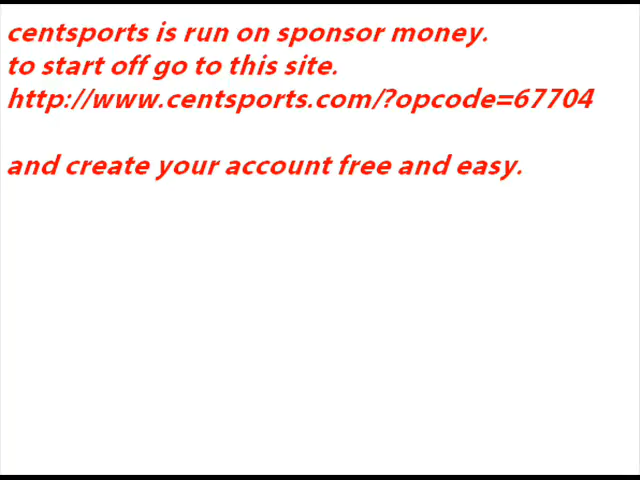 centsports is run on sponsor money.
to start off go to this site.
http://www.centsports.com/?opcode=67704
and create your account free and easy.